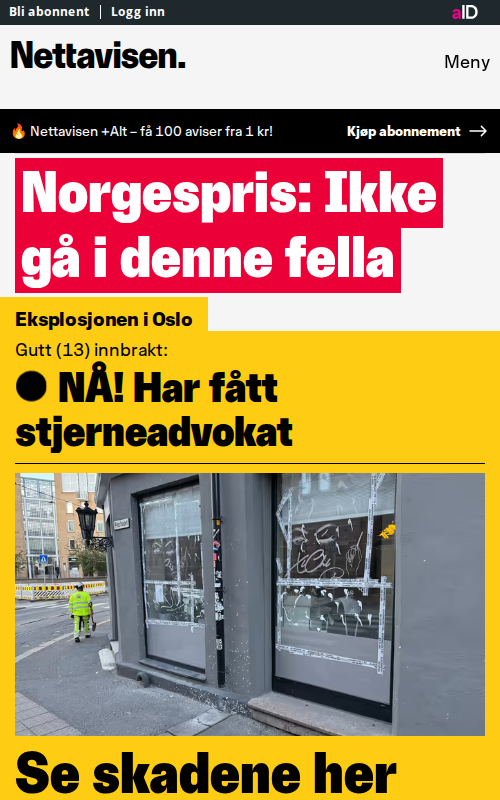 Bli abonnent | Logg inn
aID
Nettavisen.
Meny
🔥 Nettavisen +Alt – få 100 aviser fra 1 kr!
Kjøp abonnement →
Norgespris: Ikke
gå i denne fella
Eksplosjonen i Oslo
Gutt (13) innbrakt:
● NÅ! Har fått
stjerneadvokat
Se skadene her